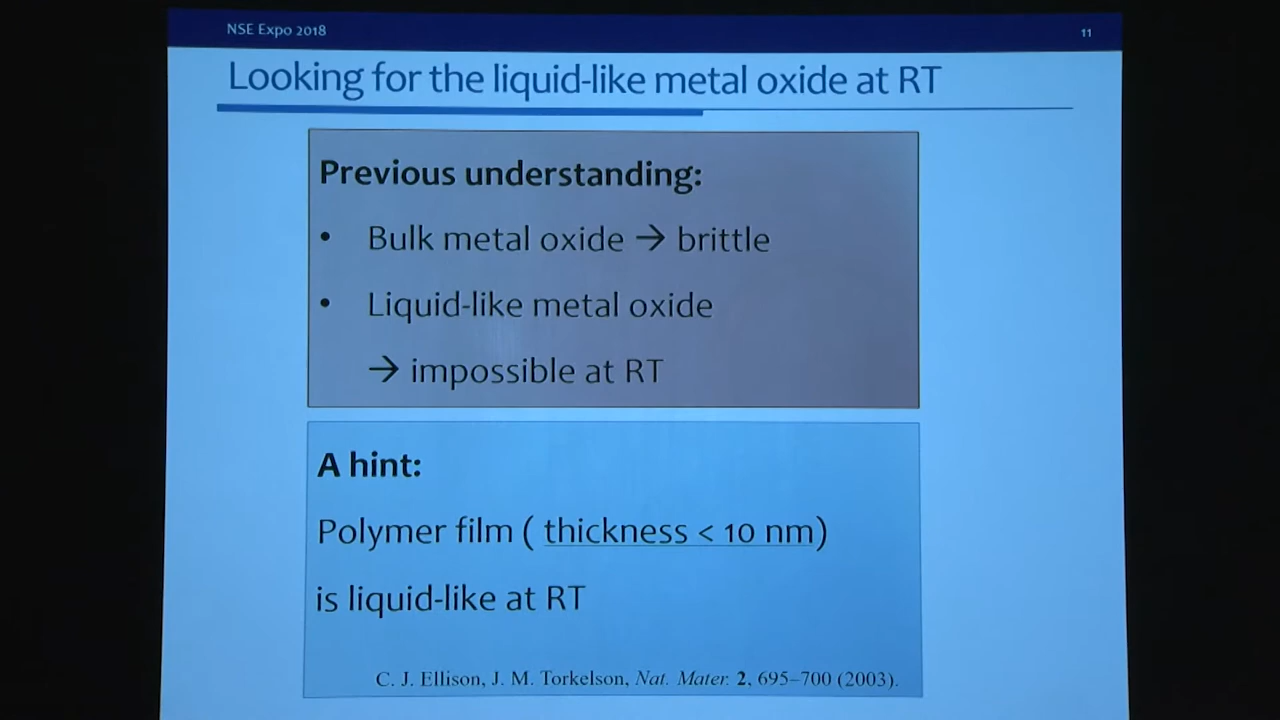 NSE Expo 2018
11
Looking for the liquid-like metal oxide at RT
Previous understanding:
• Bulk metal oxide → brittle
• Liquid-like metal oxide
→ impossible at RT
A hint:
Polymer film ( thickness < 10 nm)
is liquid-like at RT
C. J. Ellison, J. M. Torkelson, Nat. Mater. 2, 695–700 (2003).